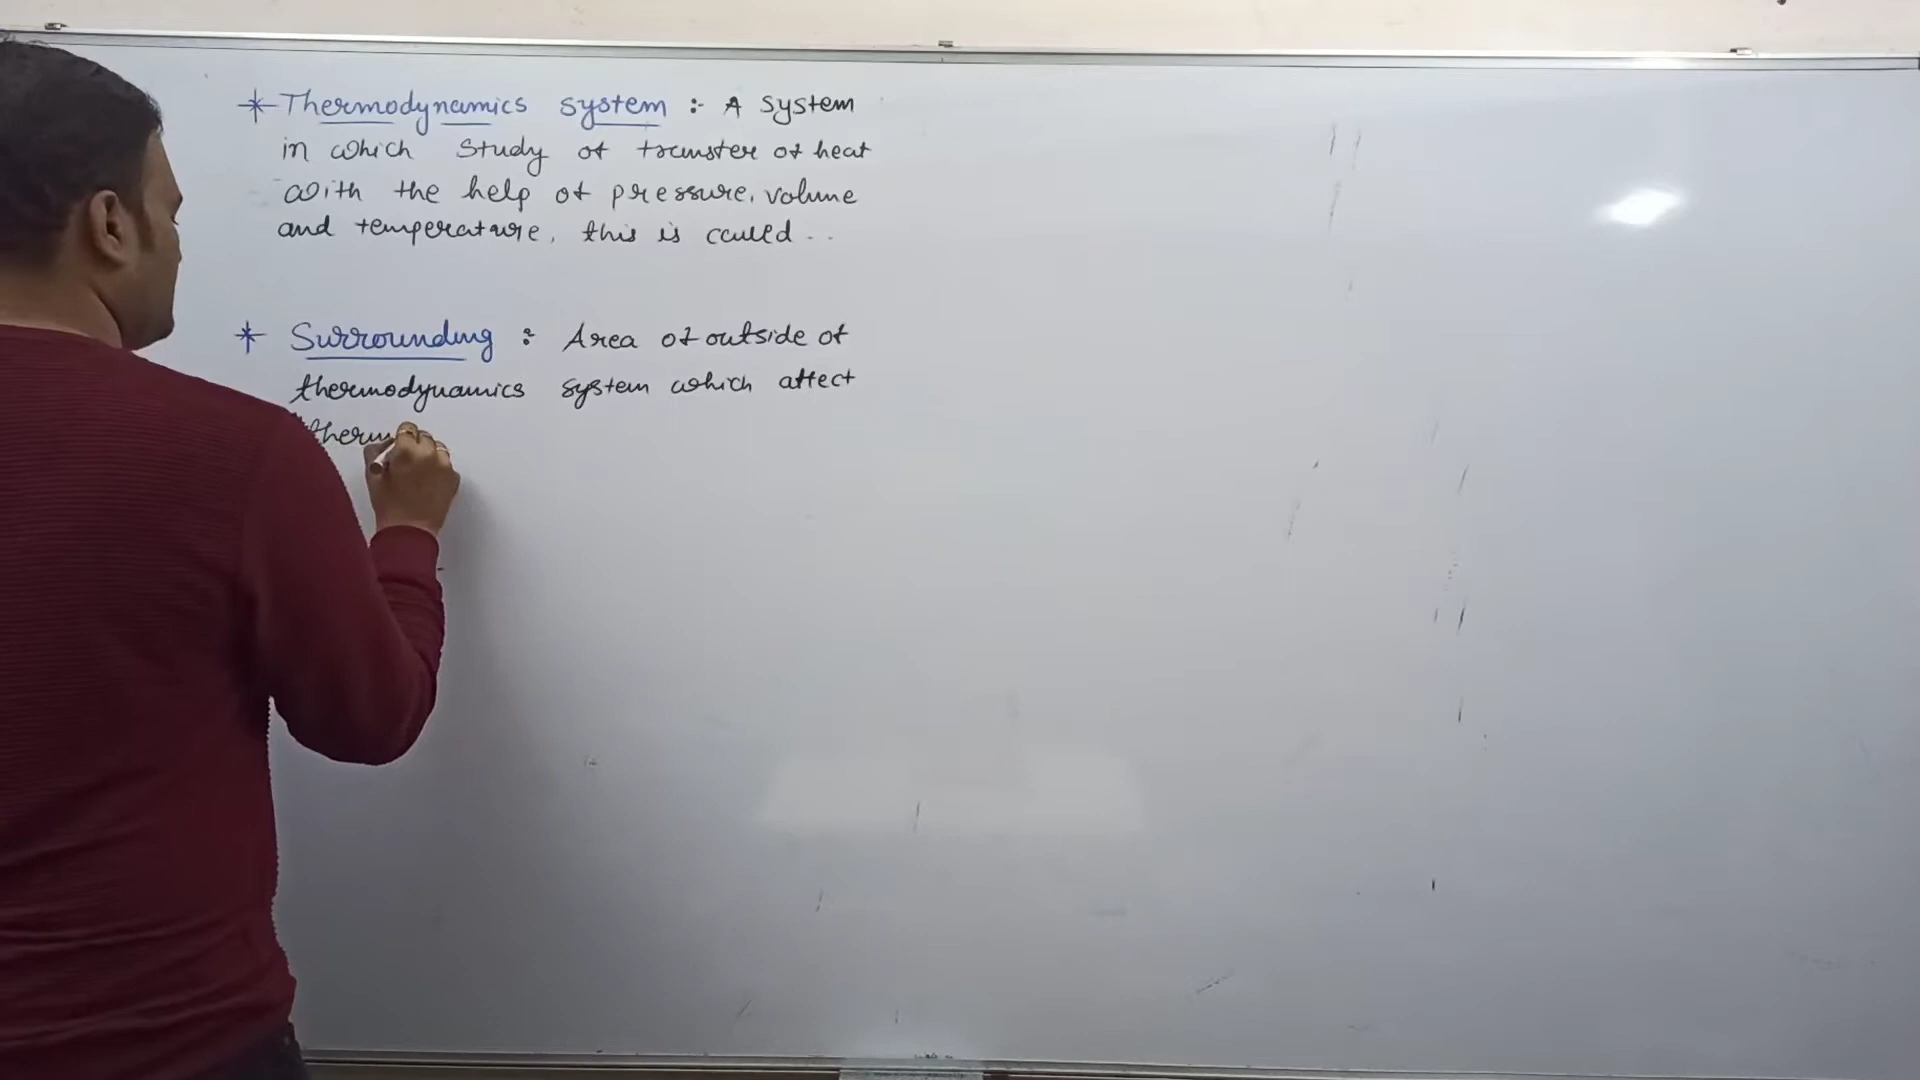 * Thermodynamics system :- A system
in which study of transfer of heat
with the help of pressure, volume
and temperature, this is called ..
* Surrounding : Area of outside of
thermodynamics system which affect
therm